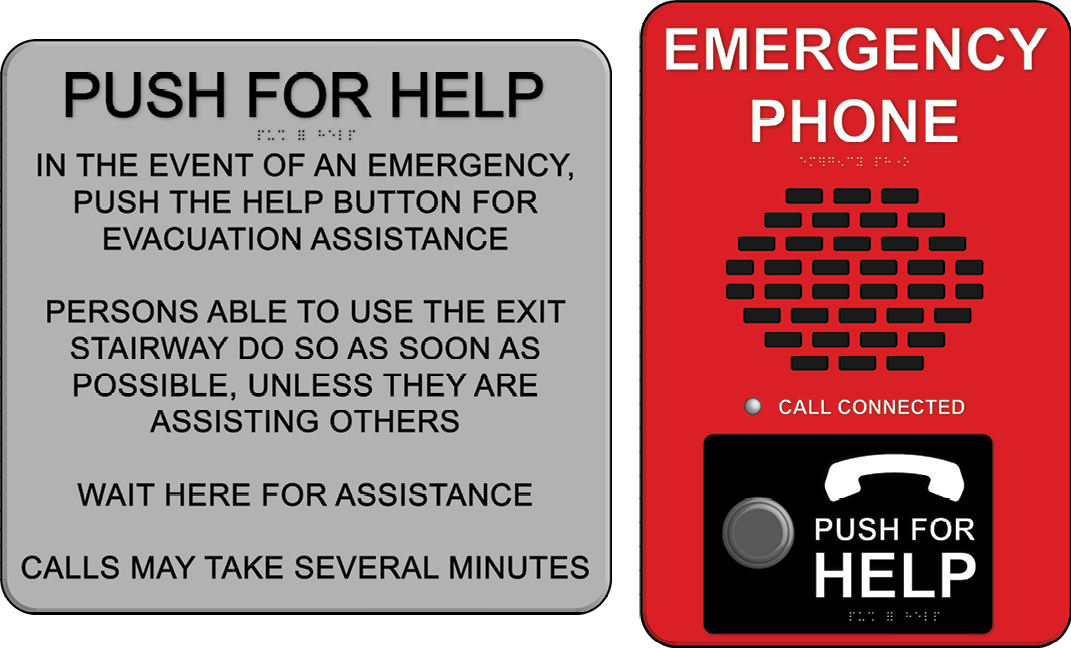 PUSH FOR HELP
⠏⠥⠩ ⠿ ⠓⠑⠇⠏
IN THE EVENT OF AN EMERGENCY,
PUSH THE HELP BUTTON FOR
EVACUATION ASSISTANCE
PERSONS ABLE TO USE THE EXIT
STAIRWAY DO SO AS SOON AS
POSSIBLE, UNLESS THEY ARE
ASSISTING OTHERS
WAIT HERE FOR ASSISTANCE
CALLS MAY TAKE SEVERAL MINUTES
EMERGENCY
PHONE
CALL CONNECTED
PUSH FOR
HELP
⠏⠥⠩ ⠿ ⠓⠑⠇⠏